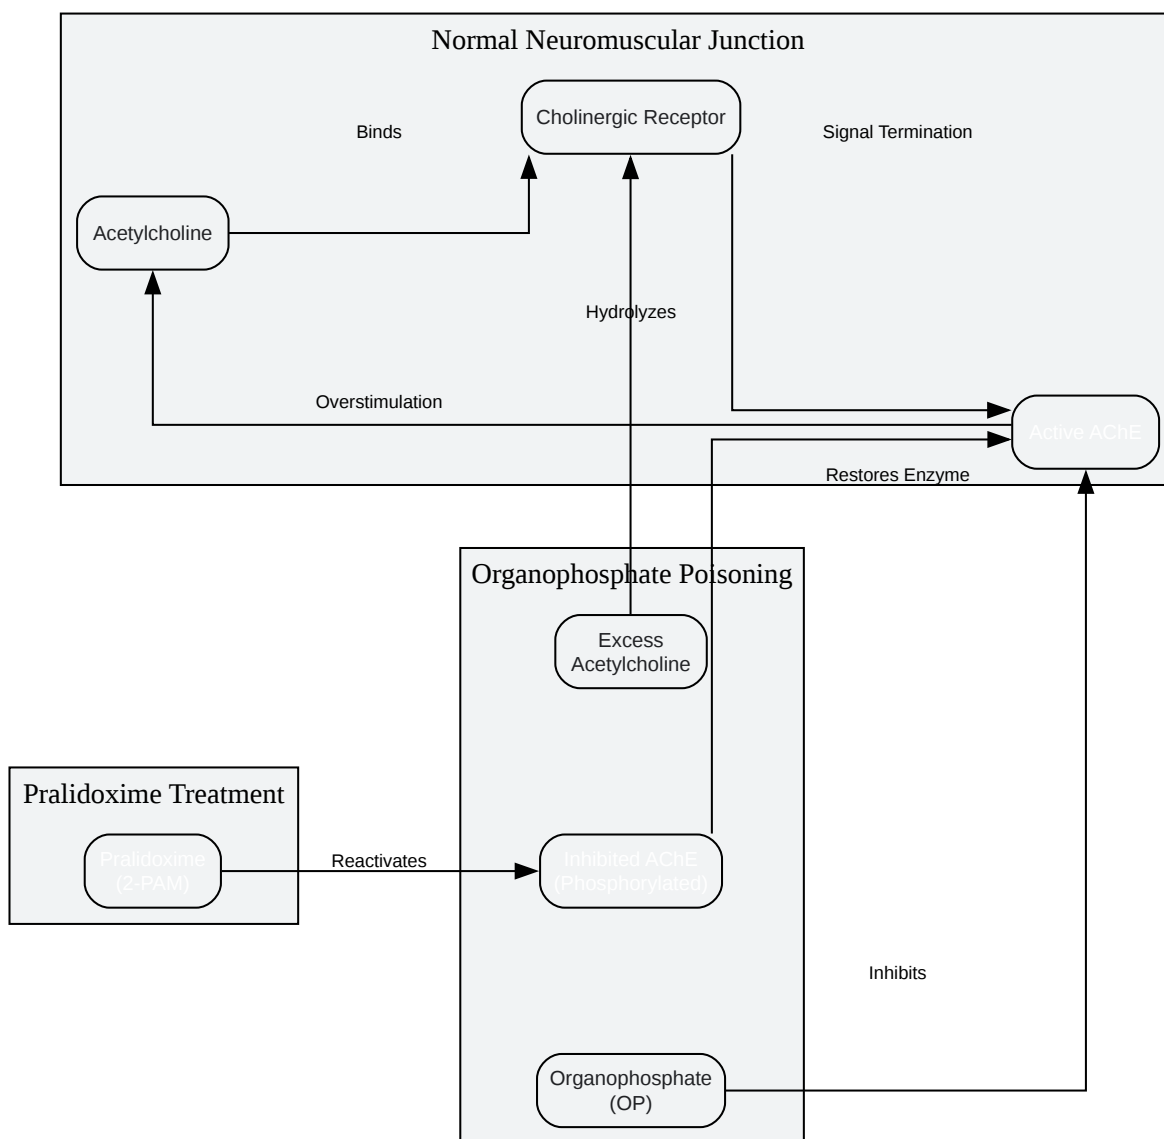 Normal Neuromuscular Junction
Cholinergic Receptor
Binds
Signal Termination
Acetylcholine
Hydrolyzes
Overstimulation
Active AChE
Restores Enzyme
Organophosphate Poisoning
Excess
Acetylcholine
Pralidoxime Treatment
Pralidoxime
(2-PAM)
Reactivates
Inhibited AChE
(Phosphorylated)
Inhibits
Organophosphate
(OP)